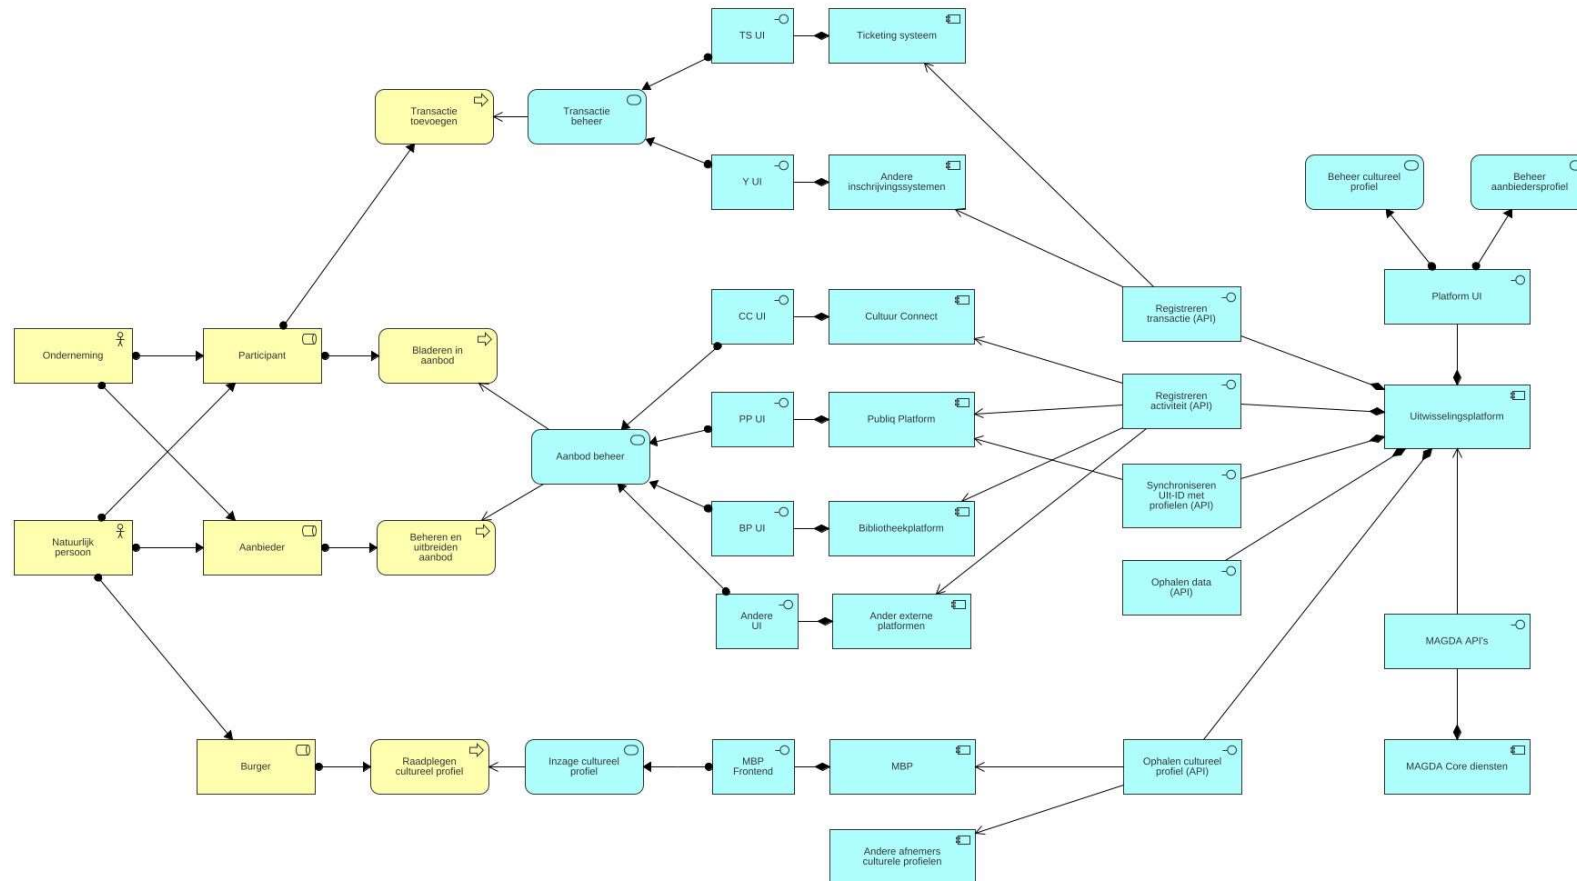 TS UI
Ticketing systeem
Transactie
toevoegen
Transactie
beheer
Y UI
Andere
inschrijvingssystemen
Beheer cultureel
profiel
Beheer
aanbiedersprofiel
Onderneming
Participant
Bladeren in
aanbod
CC UI
Cultuur Connect
Registreren
transactie (API)
Platform UI
PP UI
Publiq Platform
Registreren
activiteit (API)
Uitwisselingsplatform
Aanbod beheer
Natuurlijk
persoon
Aanbieder
Beheren en
uitbreiden
aanbod
BP UI
Bibliotheekplatform
Synchroniseren
UIt-ID met
profielen (API)
Ophalen data
(API)
Andere
UI
Ander externe
platformen
MAGDA API's
Burger
Raadplegen
cultureel profiel
Inzage cultureel
profiel
MBP
Frontend
MBP
Ophalen cultureel
profiel (API)
MAGDA Core diensten
Andere afnemers
culturele profielen